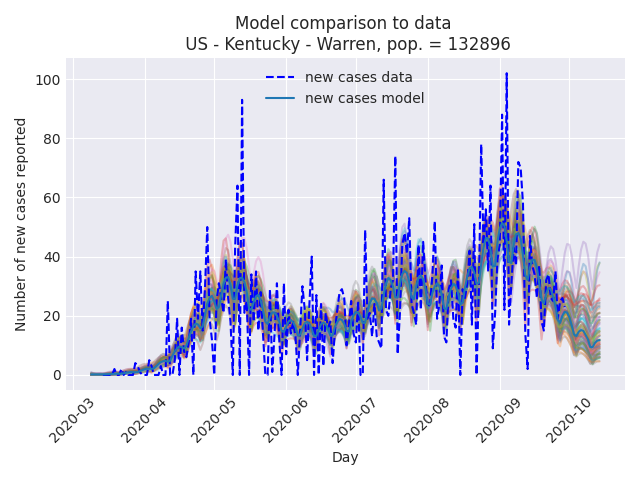 Model comparison to data
US - Kentucky - Warren, pop. = 132896
new cases data
new cases model
Number of new cases reported
100
80
60
40
20
0
2020-03
2020-04
2020-05
2020-06
2020-07
2020-08
2020-09
2020-10
Day